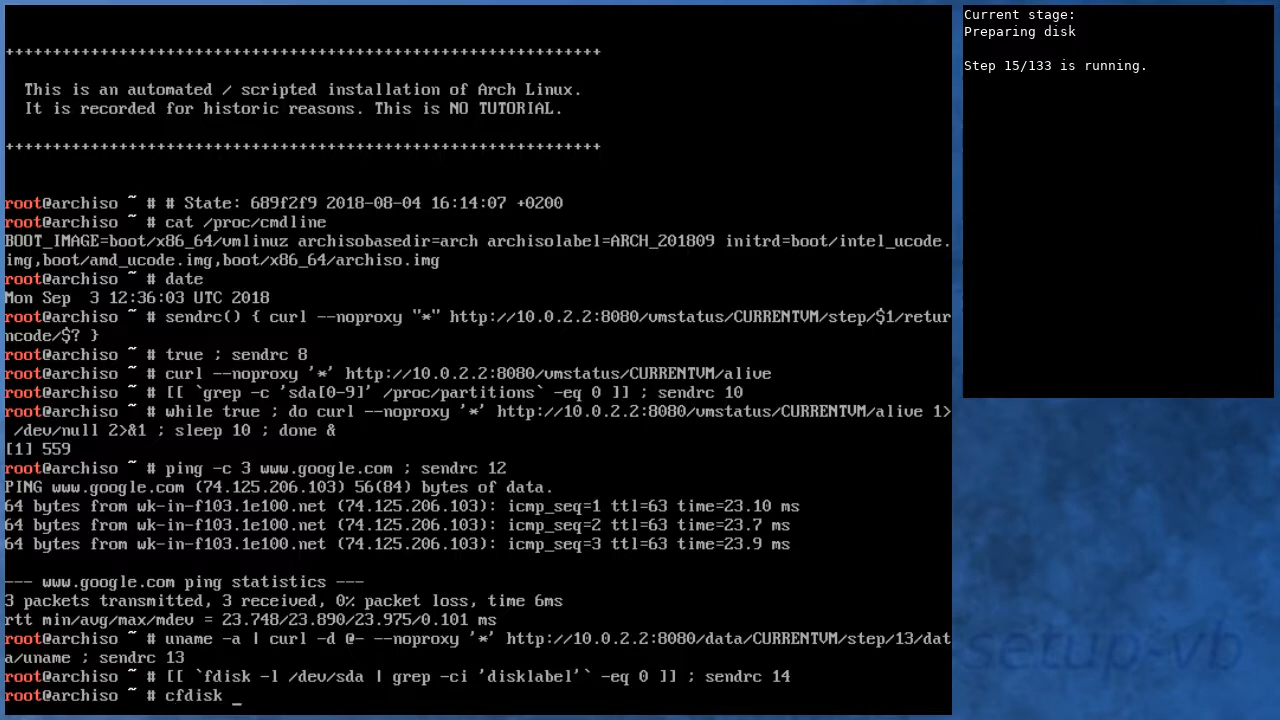 ++++++++++++++++++++++++++++++++++++++++++++++++++++++++++++++++
This is an automated / scripted installation of Arch Linux.
It is recorded for historic reasons. This is NO TUTORIAL.
++++++++++++++++++++++++++++++++++++++++++++++++++++++++++++++++
root@archiso ~ # # State: 689f2f9 2018-08-04 16:14:07 +0200
root@archiso ~ # cat /proc/cmdline
BOOT_IMAGE=boot/x86_64/vmlinuz archisobasedir=arch archisolabel=ARCH_201809 initrd=boot/intel_ucode.
img,boot/amd_ucode.img,boot/x86_64/archiso.img
root@archiso ~ # date
Mon Sep  3 12:36:03 UTC 2018
root@archiso ~ # sendrc() { curl --noproxy "*" http://10.0.2.2:8080/vmstatus/CURRENTVM/step/$1/retur
ncode/$? }
root@archiso ~ # true ; sendrc 8
root@archiso ~ # curl --noproxy '*' http://10.0.2.2:8080/vmstatus/CURRENTVM/alive
root@archiso ~ # [[ `grep -c 'sda[0-9]' /proc/partitions` -eq 0 ]] ; sendrc 10
root@archiso ~ # while true ; do curl --noproxy '*' http://10.0.2.2:8080/vmstatus/CURRENTVM/alive 1>
/dev/null 2>&1 ; sleep 10 ; done &
[1] 559
root@archiso ~ # ping -c 3 www.google.com ; sendrc 12
PING www.google.com (74.125.206.103) 56(84) bytes of data.
64 bytes from wk-in-f103.1e100.net (74.125.206.103): icmp_seq=1 ttl=63 time=23.10 ms
64 bytes from wk-in-f103.1e100.net (74.125.206.103): icmp_seq=2 ttl=63 time=23.7 ms
64 bytes from wk-in-f103.1e100.net (74.125.206.103): icmp_seq=3 ttl=63 time=23.9 ms
--- www.google.com ping statistics ---
3 packets transmitted, 3 received, 0% packet loss, time 6ms
rtt min/avg/max/mdev = 23.748/23.890/23.975/0.101 ms
root@archiso ~ # uname -a | curl -d @- --noproxy '*' http://10.0.2.2:8080/data/CURRENTVM/step/13/dat
a/uname ; sendrc 13
root@archiso ~ # [[ `fdisk -l /dev/sda | grep -ci 'disklabel'` -eq 0 ]] ; sendrc 14
root@archiso ~ # cfdisk _
Current stage:
Preparing disk
Step 15/133 is running.
setup-vb